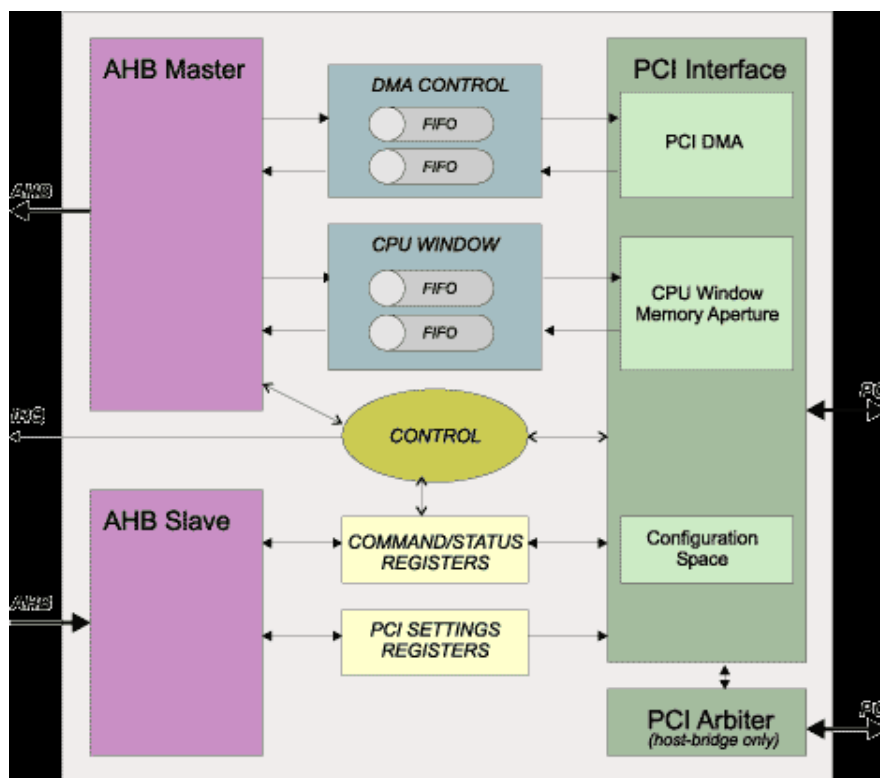 AHB Master
DMA CONTROL
FIFO
FIFO
PCI Interface
PCI DMA
AHB
CPU WINDOW
FIFO
FIFO
CPU Window
Memory Aperture
IRQ
CONTROL
AHB Slave
COMMAND/STATUS
REGISTERS
Configuration
Space
AHB
PCI SETTINGS
REGISTERS
PCI Arbiter
(host-bridge only)